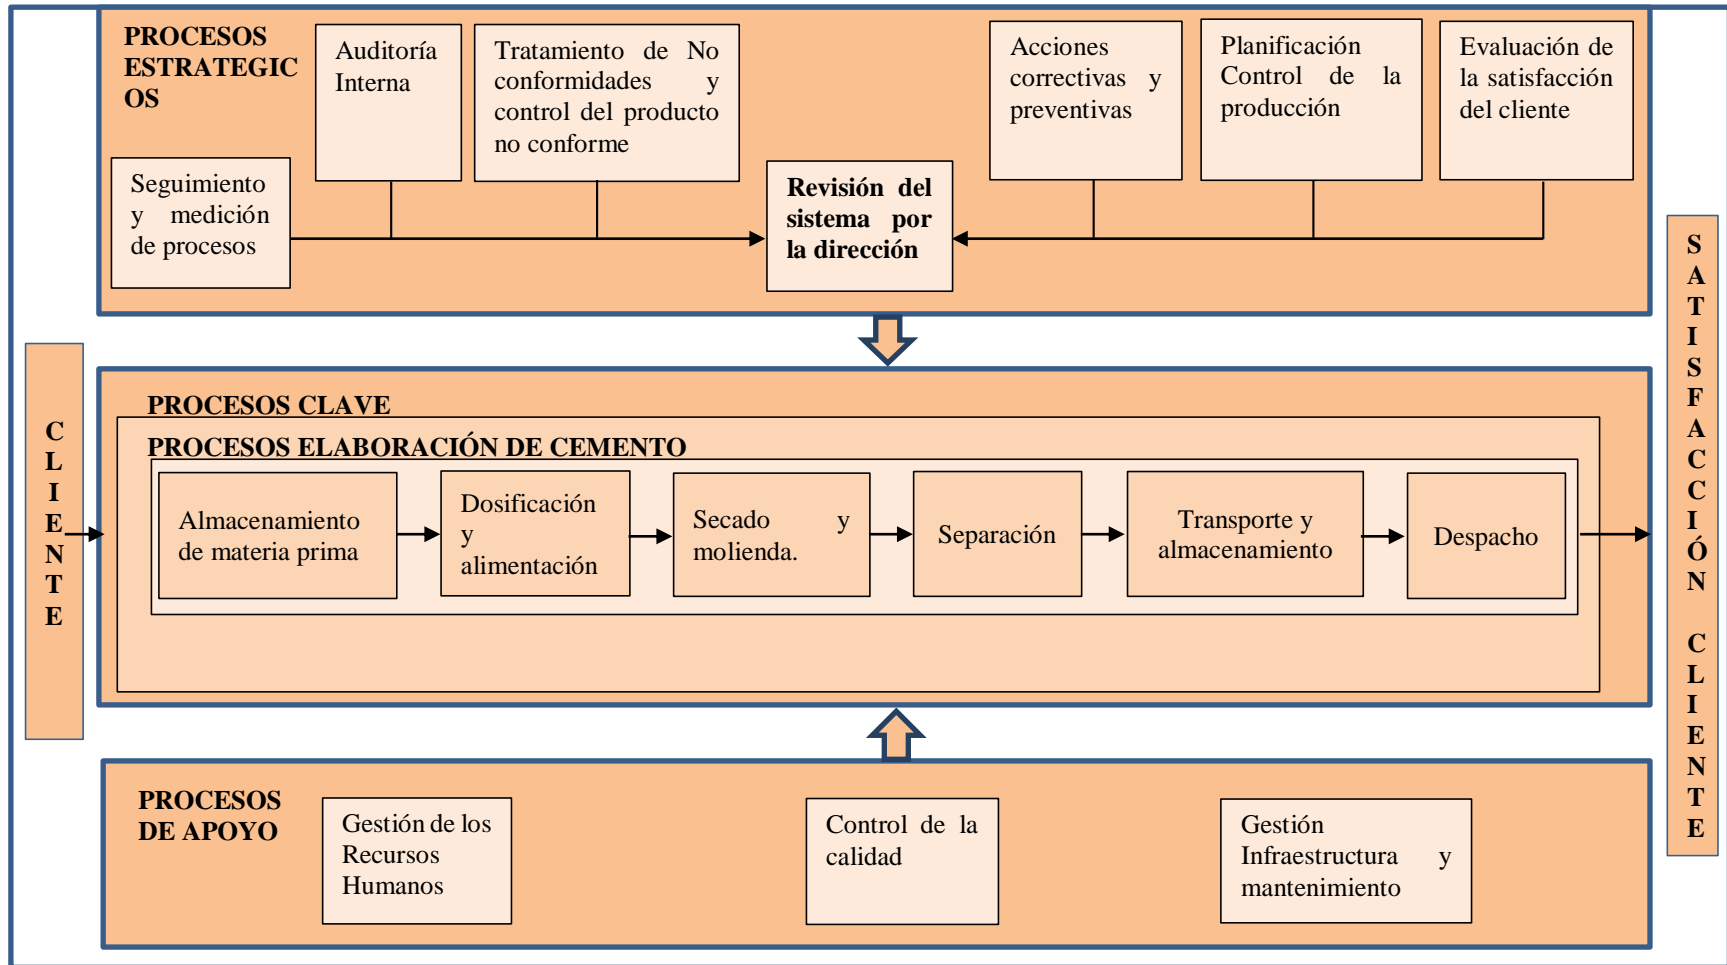 PROCESOS
ESTRATEGIC
OS
Auditoría
Interna
Tratamiento de No
conformidades y
control del producto
no conforme
Acciones
correctivas y
preventivas
Planificación
Control de la
producción
Evaluación de
la satisfacción
del cliente
Seguimiento
y medición
de procesos
Revisión del
sistema por
la dirección
CLIENTE
PROCESOS CLAVE
PROCESOS ELABORACIÓN DE CEMENTO
Almacenamiento
de materia prima
Dosificación
y
alimentación
Secado y
molienda.
Separación
Transporte y
almacenamiento
Despacho
SATISFACCIÓN CLIENTE
PROCESOS
DE APOYO
Gestión de los
Recursos
Humanos
Control de la
calidad
Gestión
Infraestructura y
mantenimiento